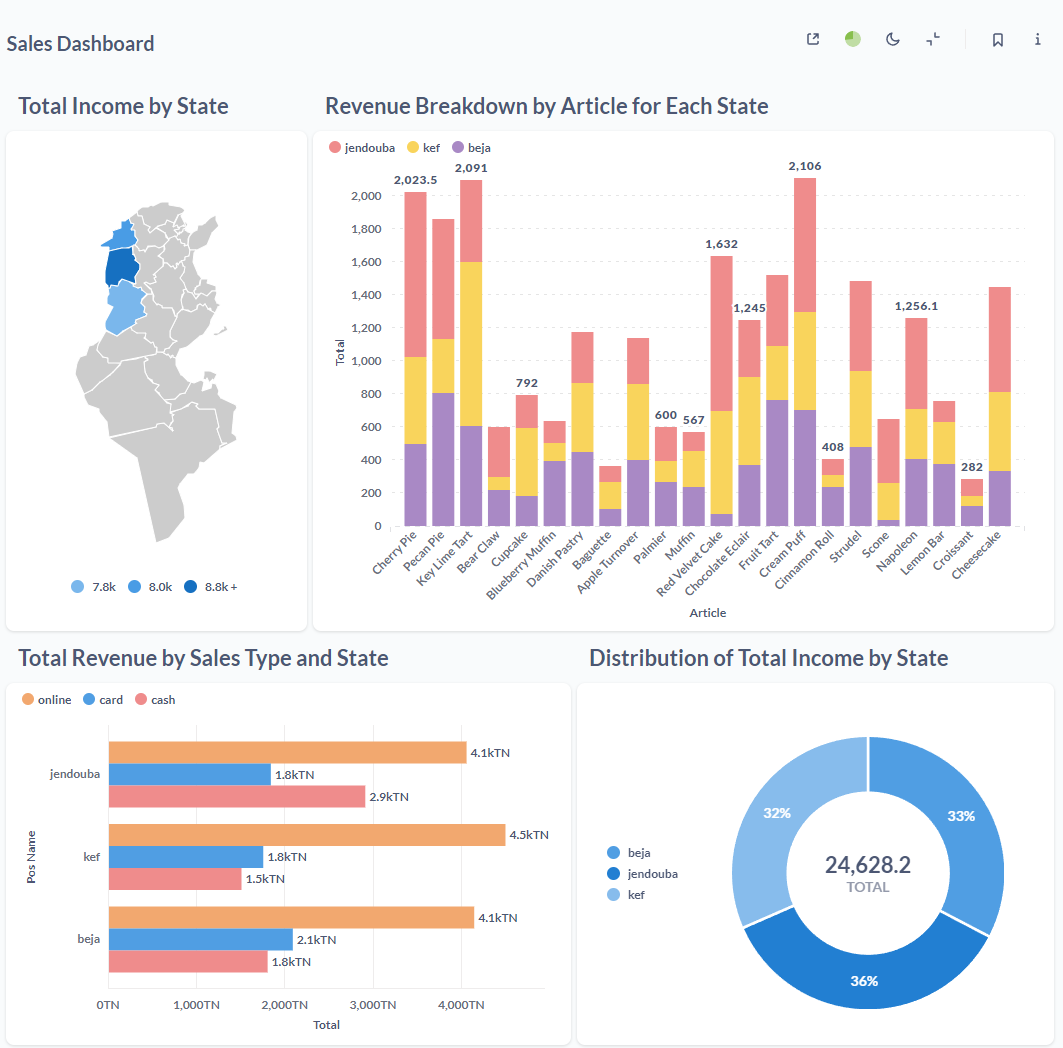 Sales Dashboard
Total Income by State
7.8k 8.0k 8.8k +
Revenue Breakdown by Article for Each State
jendouba kef beja
Total
2,000
1,800
1,600
1,400
1,200
1,000
800
600
400
200
0
2,023.5
2,091
792
600
567
1,632
1,245
2,106
408
1,256.1
282
Cherry Pie
Pecan Pie
Key Lime Tart
Bear Claw
Cupcake
Blueberry Muffin
Danish Pastry
Baguette
Apple Turnover
Palmier
Muffin
Red Velvet Cake
Chocolate Eclair
Fruit Tart
Cream Puff
Cinnamon Roll
Strudel
Scone
Napoleon
Lemon Bar
Croissant
Cheesecake
Article
Total Revenue by Sales Type and State
online card cash
Pos Name
jendouba
4.1kTN
1.8kTN
2.9kTN
kef
4.5kTN
1.8kTN
1.5kTN
beja
4.1kTN
2.1kTN
1.8kTN
0TN 1,000TN 2,000TN 3,000TN 4,000TN
Total
Distribution of Total Income by State
beja
jendouba
kef
32%
33%
36%
24,628.2
TOTAL